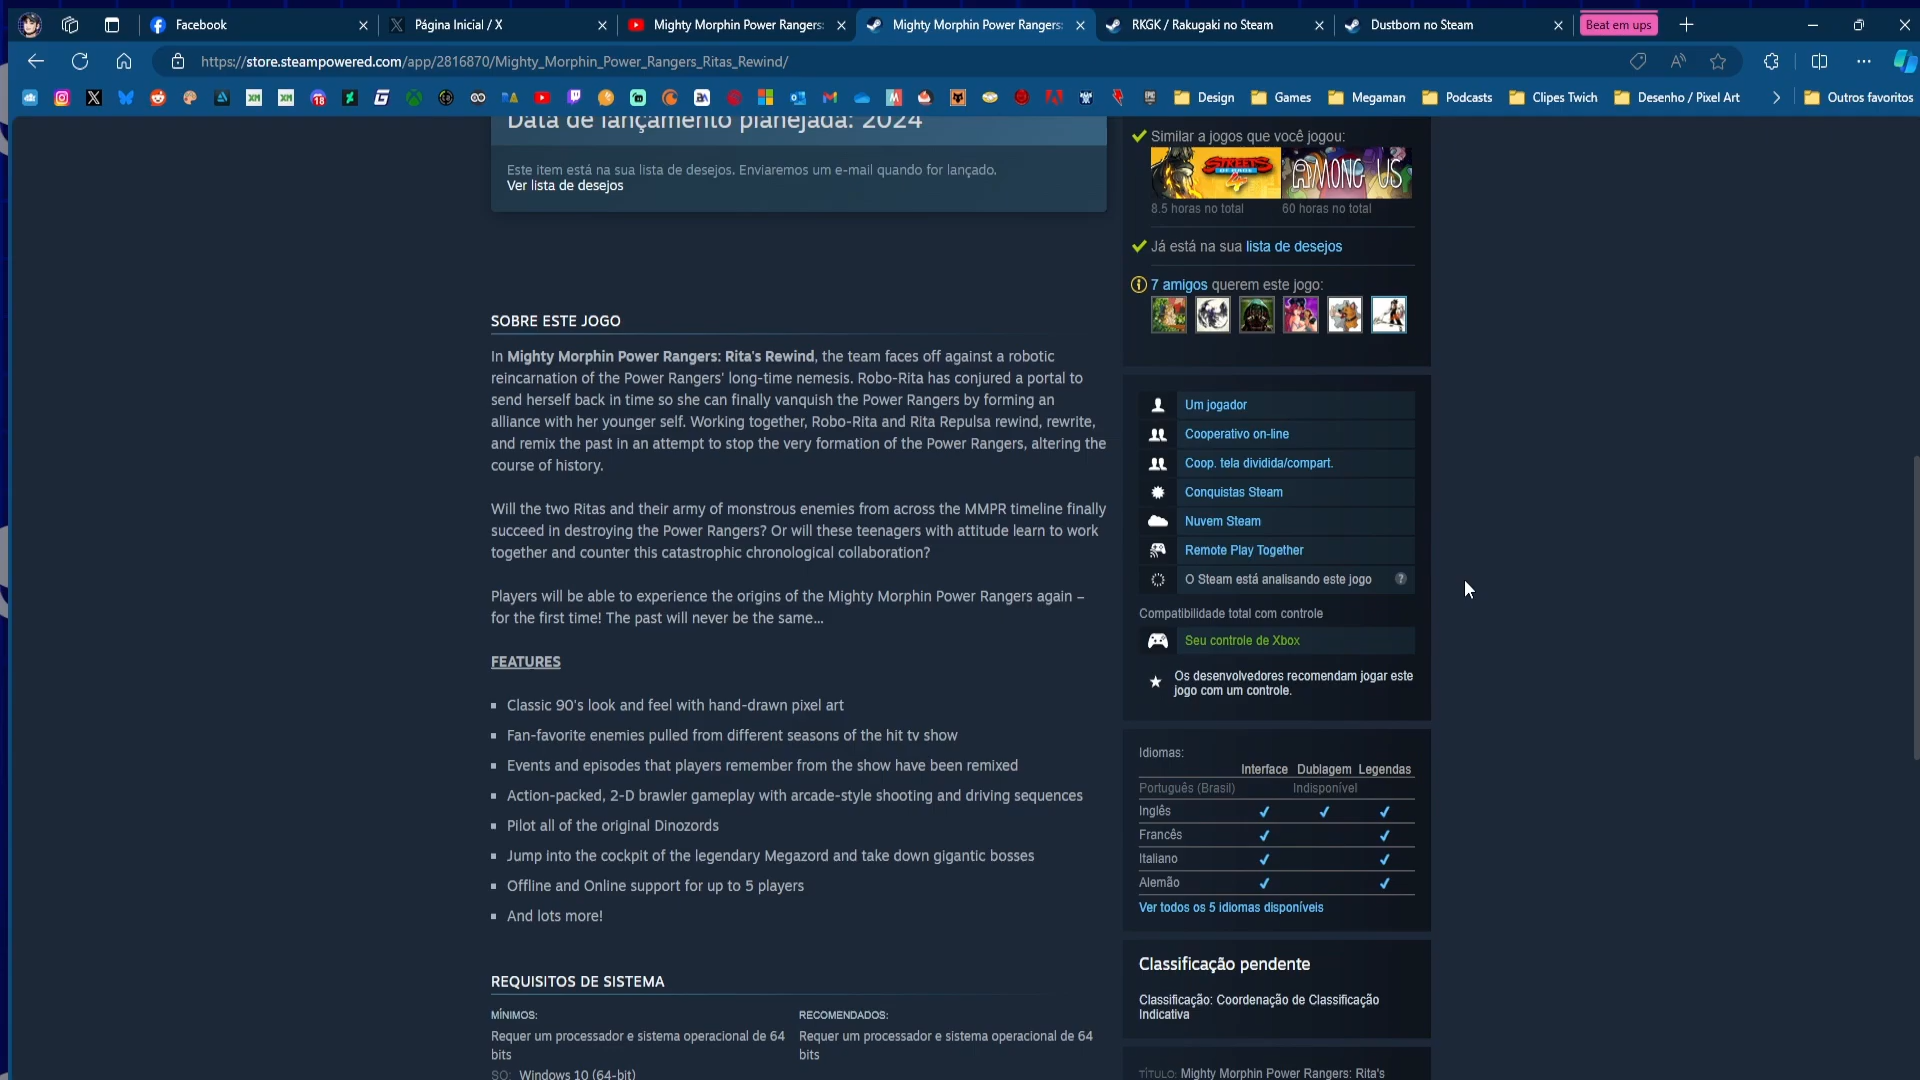 Facebook
Página Inicial / X
Mighty Morphin Power Rangers:
Mighty Morphin Power Rangers:
RKGK / Rakugaki no Steam
Dustborn no Steam
Beat em ups
https://store.steampowered.com/app/2816870/Mighty_Morphin_Power_Rangers_Ritas_Rewind/
Design
Games
Megaman
Podcasts
Clipes Twich
Desenho / Pixel Art
Outros favoritos
Data de lançamento planejada: 2024
Este item está na sua lista de desejos. Enviaremos um e-mail quando for lançado.
Ver lista de desejos
SOBRE ESTE JOGO
In Mighty Morphin Power Rangers: Rita's Rewind, the team faces off against a robotic
reincarnation of the Power Rangers' long-time nemesis. Robo-Rita has conjured a portal to
send herself back in time so she can finally vanquish the Power Rangers by forming an
alliance with her younger self. Working together, Robo-Rita and Rita Repulsa rewind, rewrite,
and remix the past in an attempt to stop the very formation of the Power Rangers, altering the
course of history.
Will the two Ritas and their army of monstrous enemies from across the MMPR timeline finally
succeed in destroying the Power Rangers? Or will these teenagers with attitude learn to work
together and counter this catastrophic chronological collaboration?
Players will be able to experience the origins of the Mighty Morphin Power Rangers again –
for the first time! The past will never be the same...
FEATURES
Classic 90's look and feel with hand-drawn pixel art
Fan-favorite enemies pulled from different seasons of the hit tv show
Events and episodes that players remember from the show have been remixed
Action-packed, 2-D brawler gameplay with arcade-style shooting and driving sequences
Pilot all of the original Dinozords
Jump into the cockpit of the legendary Megazord and take down gigantic bosses
Offline and Online support for up to 5 players
And lots more!
REQUISITOS DE SISTEMA
MÍNIMOS:
Requer um processador e sistema operacional de 64
bits
SO: Windows 10 (64-bit)
RECOMENDADOS:
Requer um processador e sistema operacional de 64
bits
Similar a jogos que você jogou:
STREETS OF RAGE 4
AMONG US
8.5 horas no total
60 horas no total
Já está na sua lista de desejos
7 amigos querem este jogo:
Um jogador
Cooperativo on-line
Coop. tela dividida/compart.
Conquistas Steam
Nuvem Steam
Remote Play Together
O Steam está analisando este jogo ?
Compatibilidade total com controle
Seu controle de Xbox
Os desenvolvedores recomendam jogar este
jogo com um controle.
Idiomas:
Interface Dublagem Legendas
Português (Brasil) Indisponível
Inglês
Francês
Italiano
Alemão
Ver todos os 5 idiomas disponíveis
Classificação pendente
Classificação: Coordenação de Classificação
Indicativa
TÍTULO: Mighty Morphin Power Rangers: Rita's